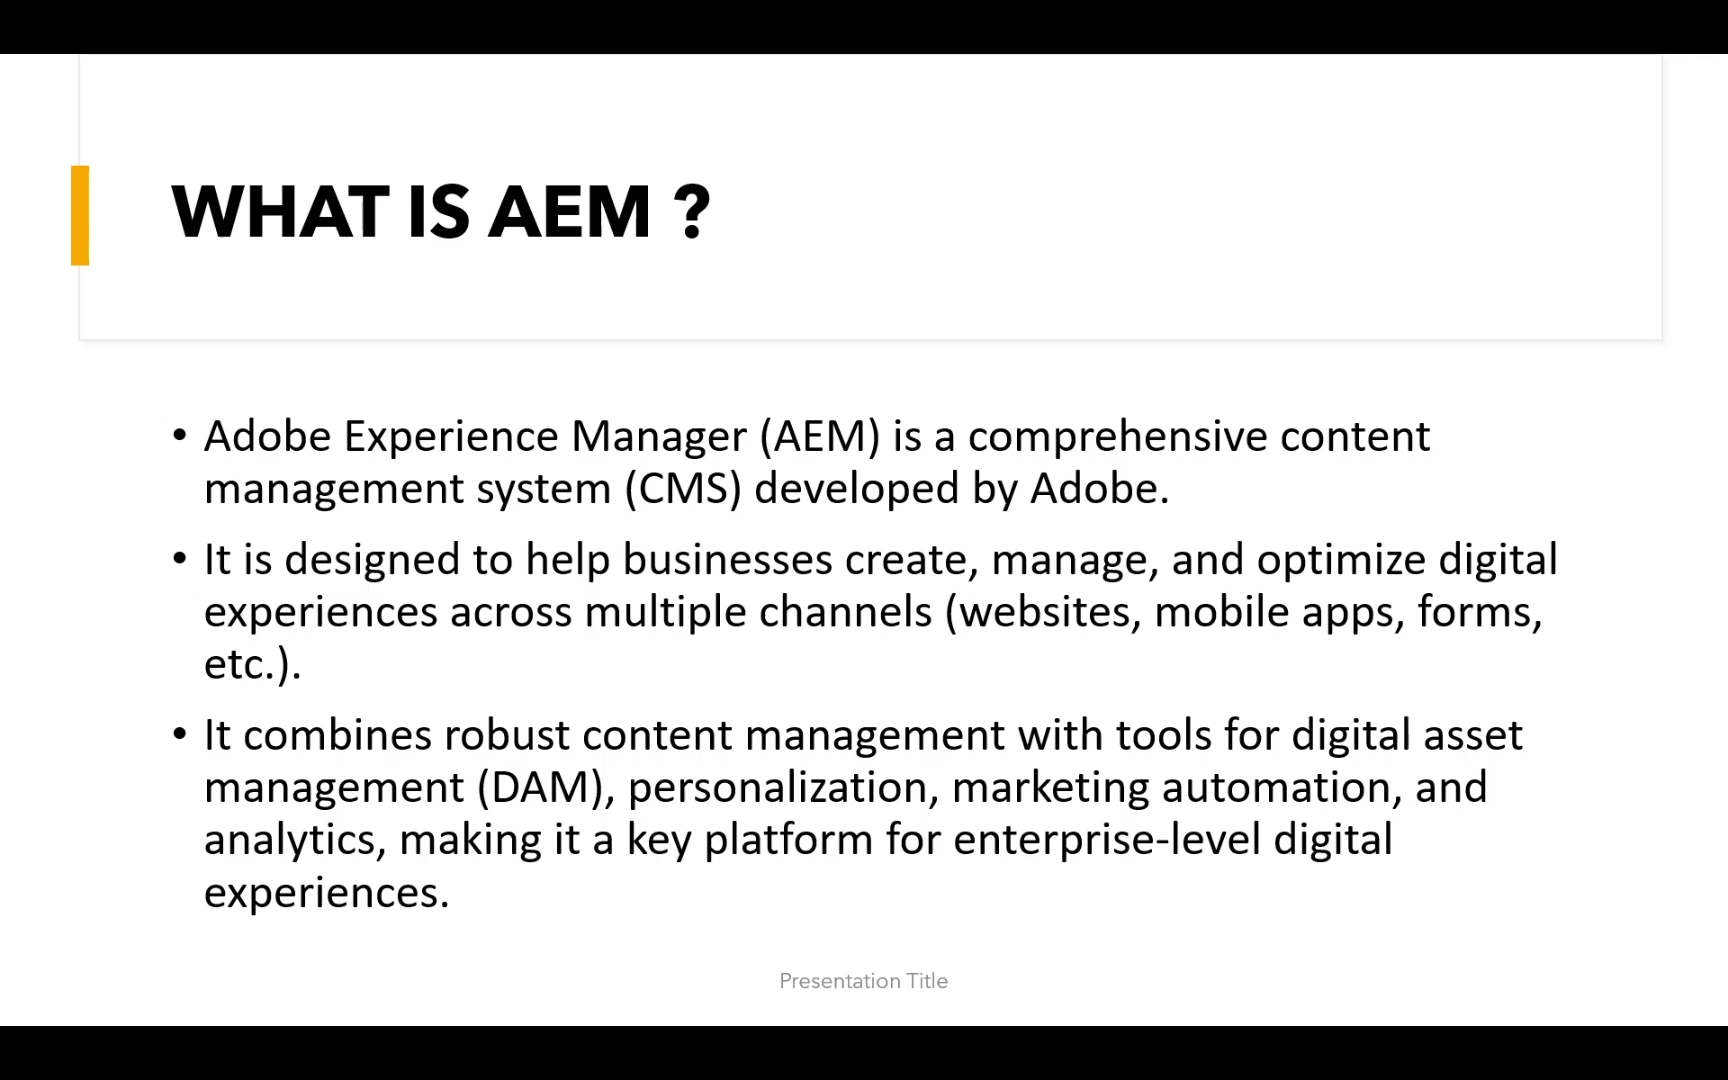 WHAT IS AEM ?
• Adobe Experience Manager (AEM) is a comprehensive content
management system (CMS) developed by Adobe.
• It is designed to help businesses create, manage, and optimize digital
experiences across multiple channels (websites, mobile apps, forms,
etc.).
• It combines robust content management with tools for digital asset
management (DAM), personalization, marketing automation, and
analytics, making it a key platform for enterprise-level digital
experiences.
Presentation Title